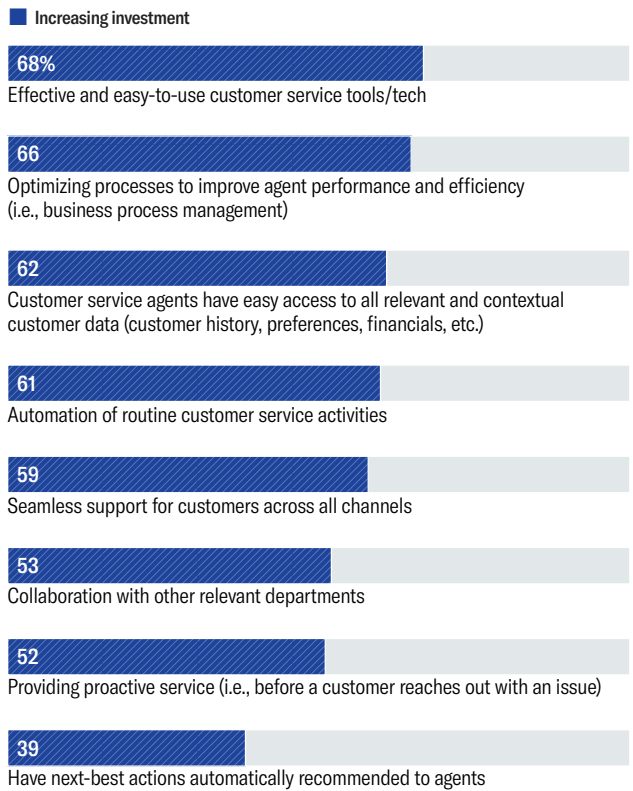 Increasing investment
68%
Effective and easy-to-use customer service tools/tech
66
Optimizing processes to improve agent performance and efficiency
(i.e., business process management)
62
Customer service agents have easy access to all relevant and contextual
customer data (customer history, preferences, financials, etc.)
61
Automation of routine customer service activities
59
Seamless support for customers across all channels
53
Collaboration with other relevant departments
52
Providing proactive service (i.e., before a customer reaches out with an issue)
39
Have next-best actions automatically recommended to agents